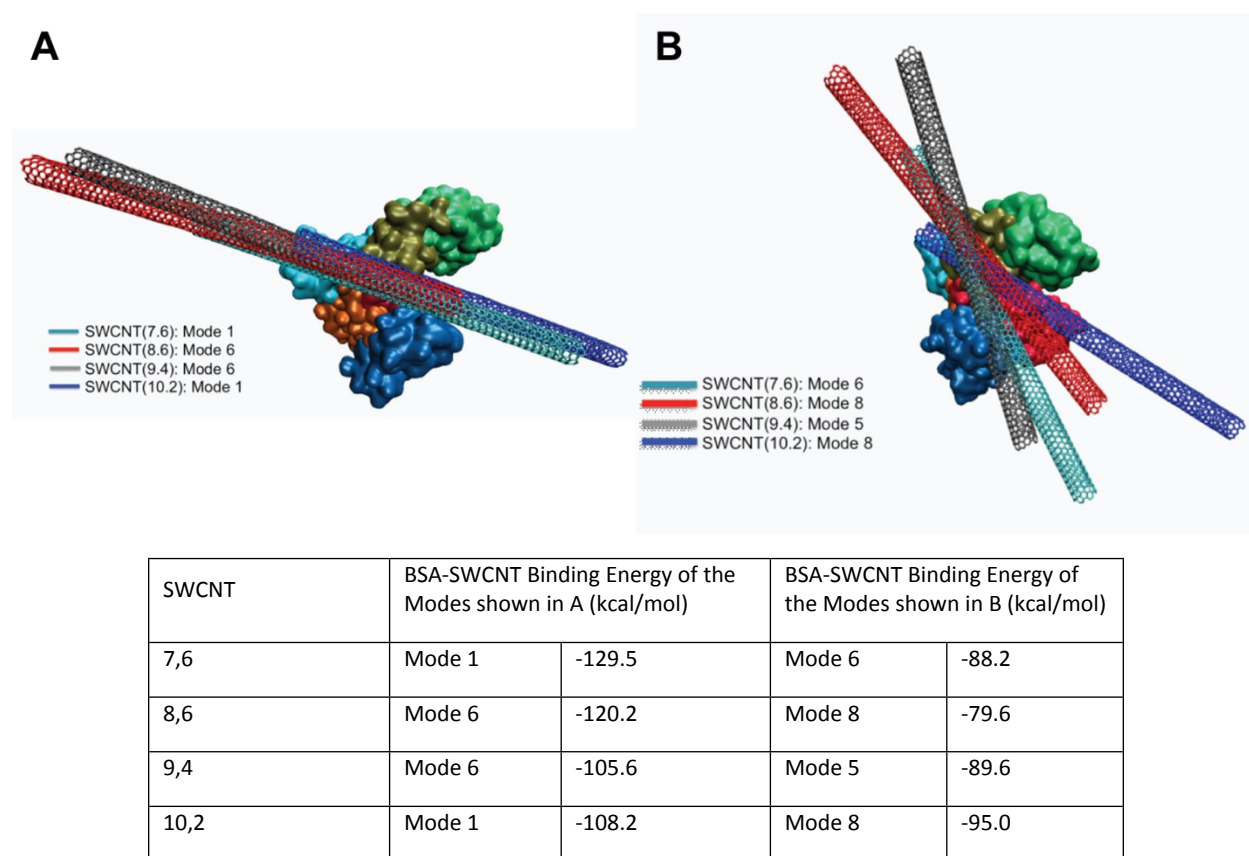 A
SWCNT(7.6): Mode 1
SWCNT(8.6): Mode 6
SWCNT(9.4): Mode 6
SWCNT(10.2): Mode 1
B
SWCNT(7.6): Mode 6
SWCNT(8.6): Mode 8
SWCNT(9.4): Mode 5
SWCNT(10.2): Mode 8
SWCNT
BSA-SWCNT Binding Energy of the
Modes shown in A (kcal/mol)
BSA-SWCNT Binding Energy of
the Modes shown in B (kcal/mol)
7,6 Mode 1 -129.5 Mode 6 -88.2
8,6 Mode 6 -120.2 Mode 8 -79.6
9,4 Mode 6 -105.6 Mode 5 -89.6
10,2 Mode 1 -108.2 Mode 8 -95.0